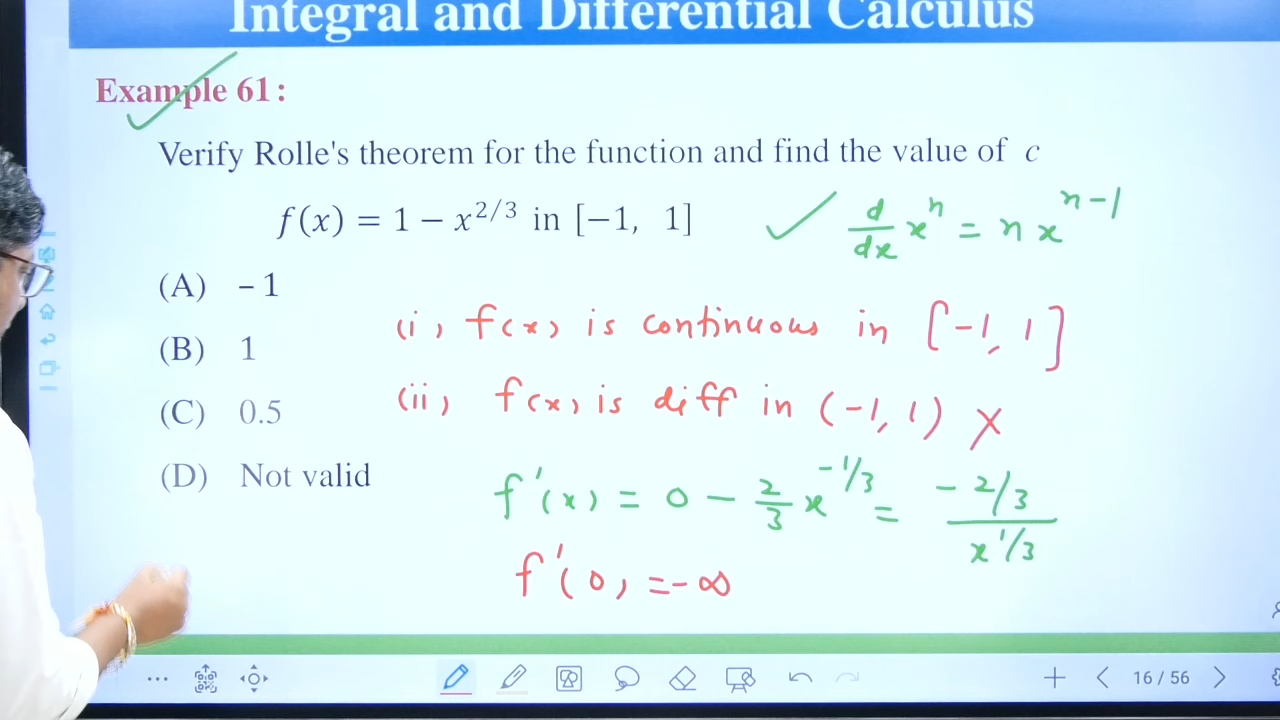 Integral and Differential Calculus
Example 61:
Verify Rolle's theorem for the function and find the value of c
f(x) = 1 − x^{2/3} in [−1, 1]
d/dx x^n = n x^{n−1}
(A) −1
(i) f(x) is continuous in [−1, 1]
(B) 1
(ii) f(x) is diff in (−1, 1) ✗
(C) 0.5
(D) Not valid
f'(x) = 0 − 2/3 x^{−1/3} = −2/3 / x^{1/3}
f'(0) = −∞
16 / 56